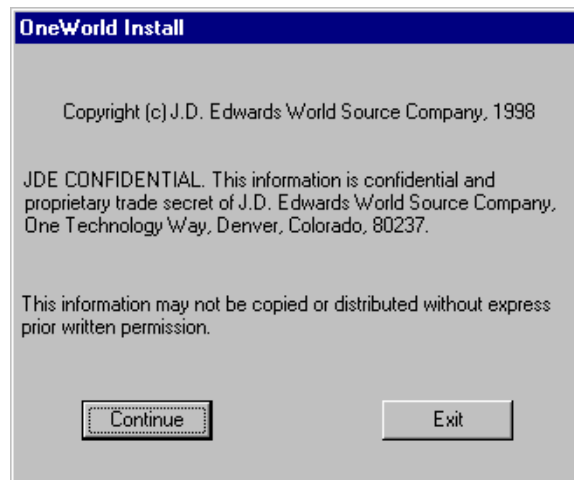 OneWorld Install
Copyright (c) J.D. Edwards World Source Company, 1998
JDE CONFIDENTIAL. This information is confidential and
proprietary trade secret of J.D. Edwards World Source Company,
One Technology Way, Denver, Colorado, 80237.
This information may not be copied or distributed without express
prior written permission.
Continue
Exit